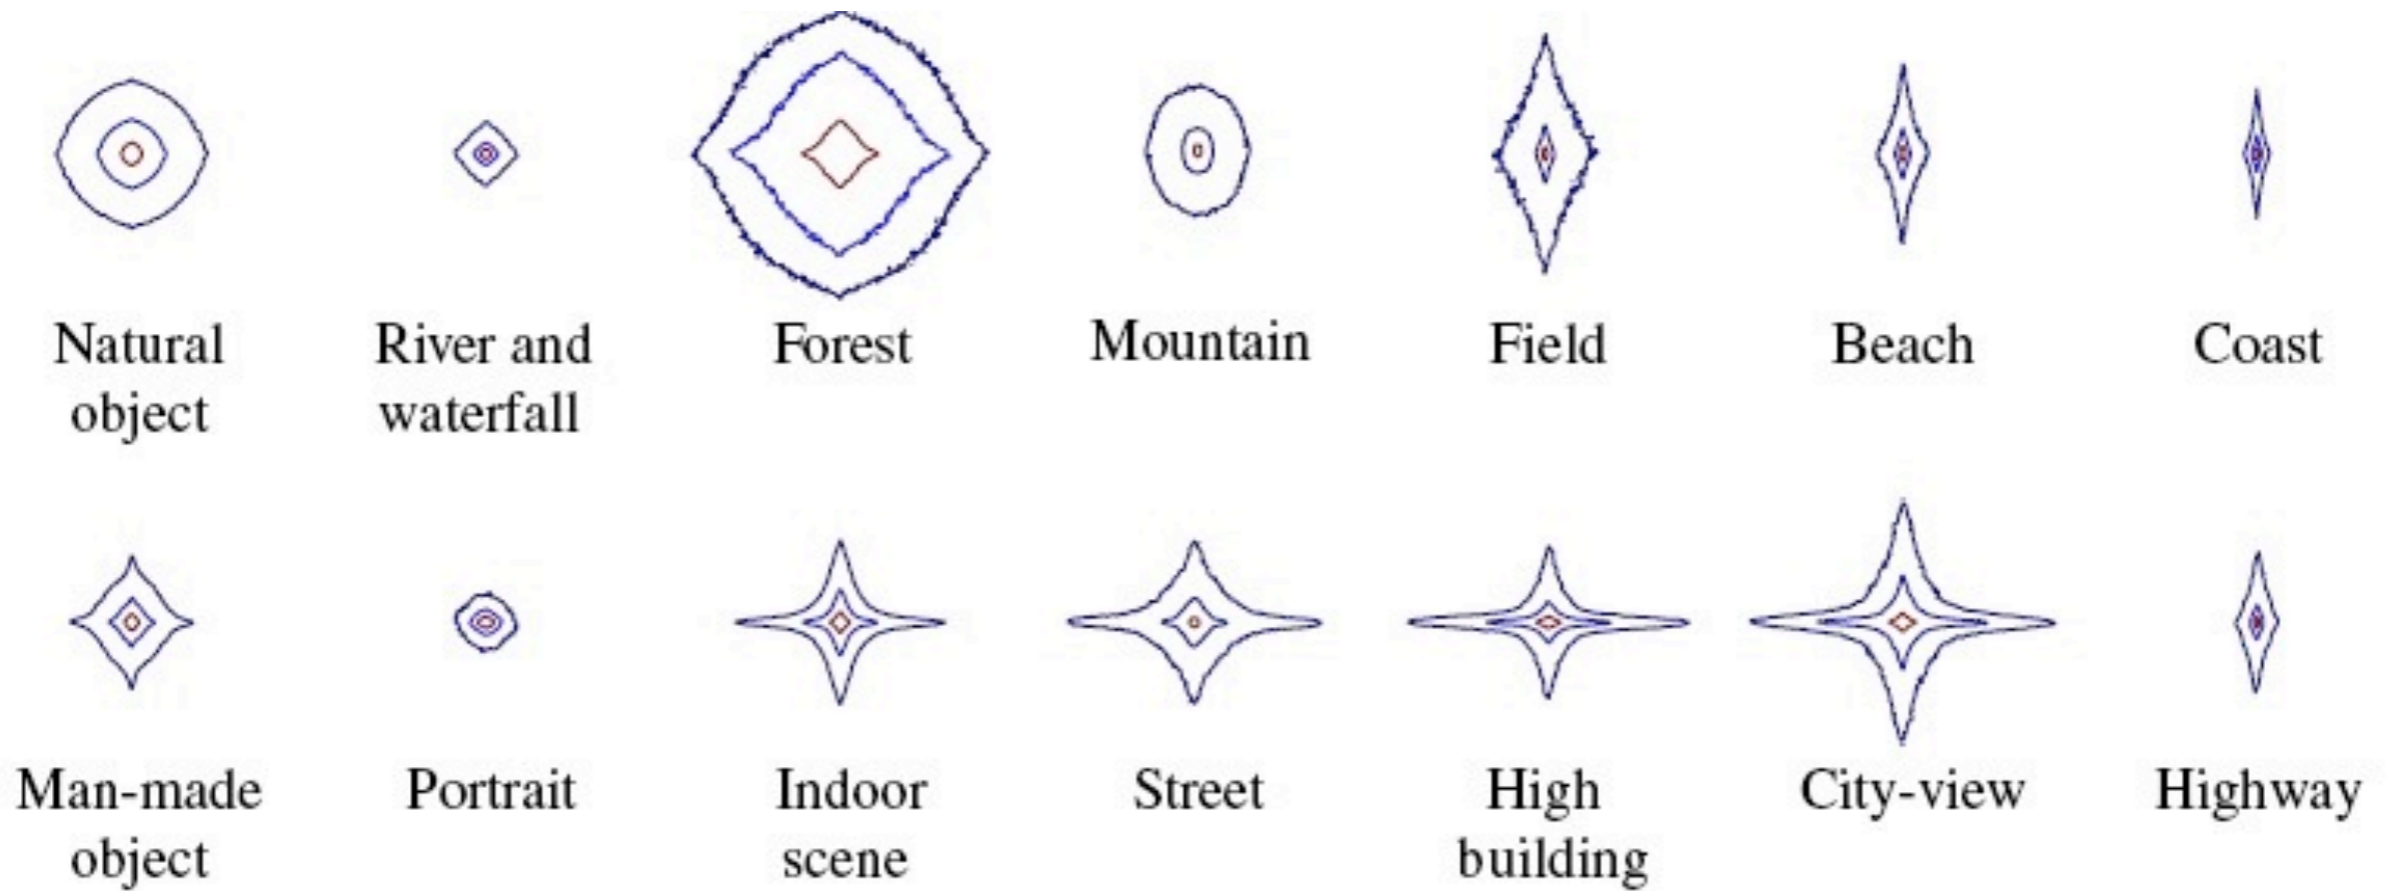 Natural object
River and waterfall
Forest
Mountain
Field
Beach
Coast
Man-made object
Portrait
Indoor scene
Street
High building
City-view
Highway